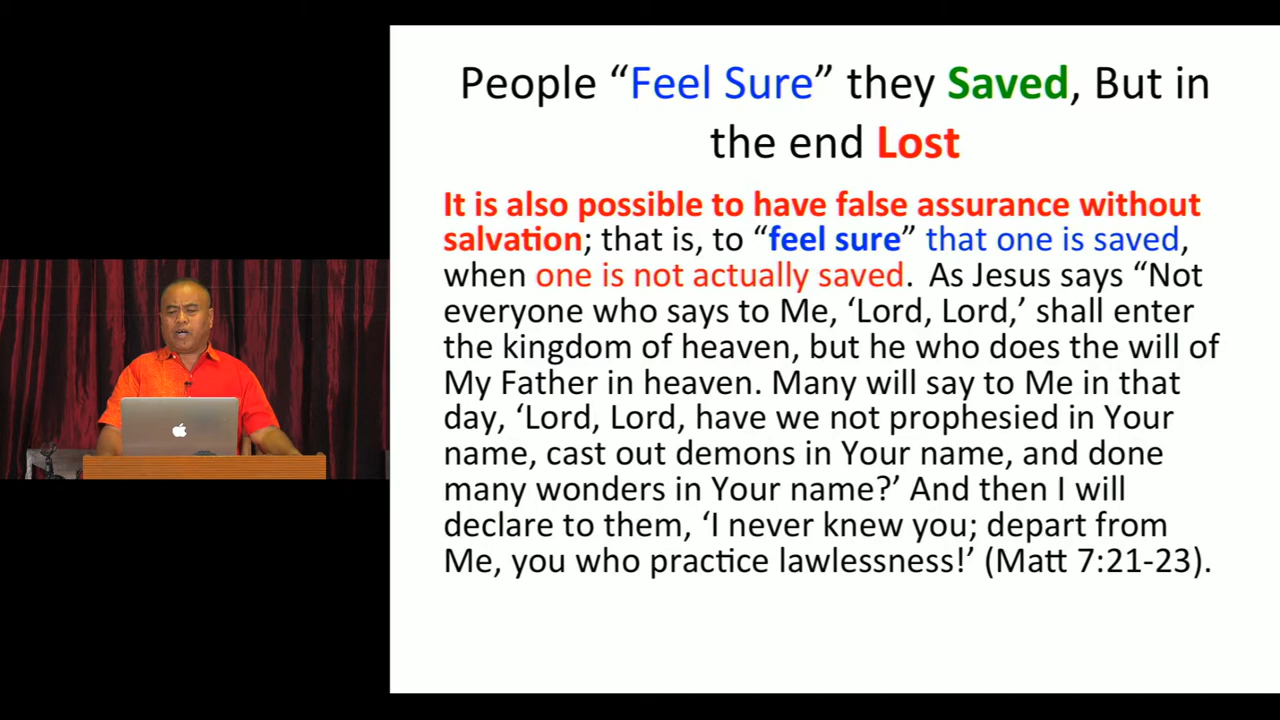 People “Feel Sure” they Saved, But in
the end Lost
It is also possible to have false assurance without
salvation; that is, to “feel sure” that one is saved,
when one is not actually saved.  As Jesus says “Not
everyone who says to Me, ‘Lord, Lord,’ shall enter
the kingdom of heaven, but he who does the will of
My Father in heaven. Many will say to Me in that
day, ‘Lord, Lord, have we not prophesied in Your
name, cast out demons in Your name, and done
many wonders in Your name?’ And then I will
declare to them, ‘I never knew you; depart from
Me, you who practice lawlessness!’ (Matt 7:21-23).